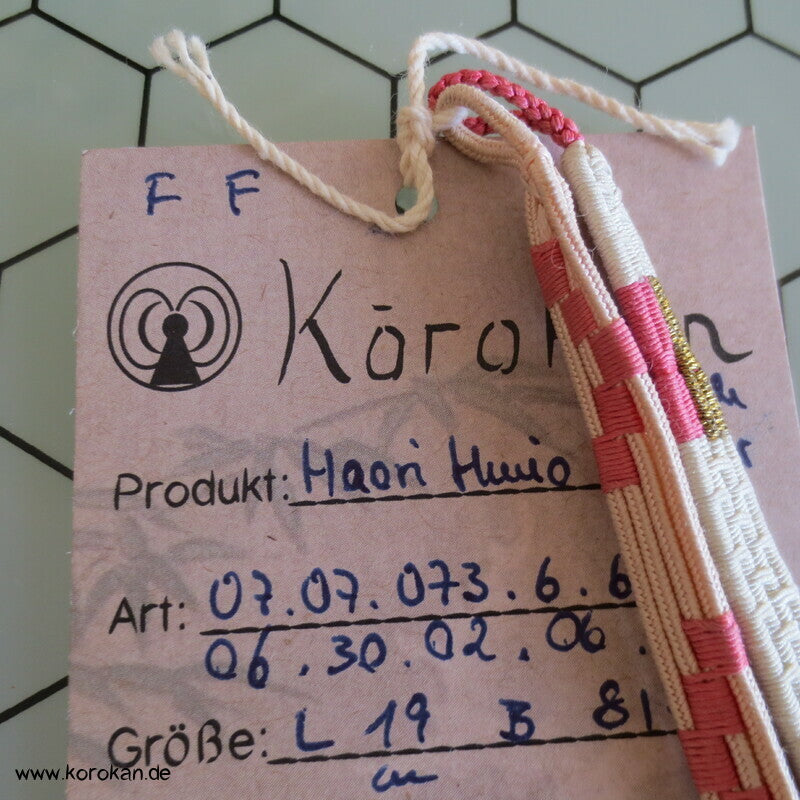 F F
Kōrokan
Produkt: Haori Himo
Art: 07.07.073.6.6
06.30.02.06.
Größe: L 19 B 81
cm
www.korokan.de